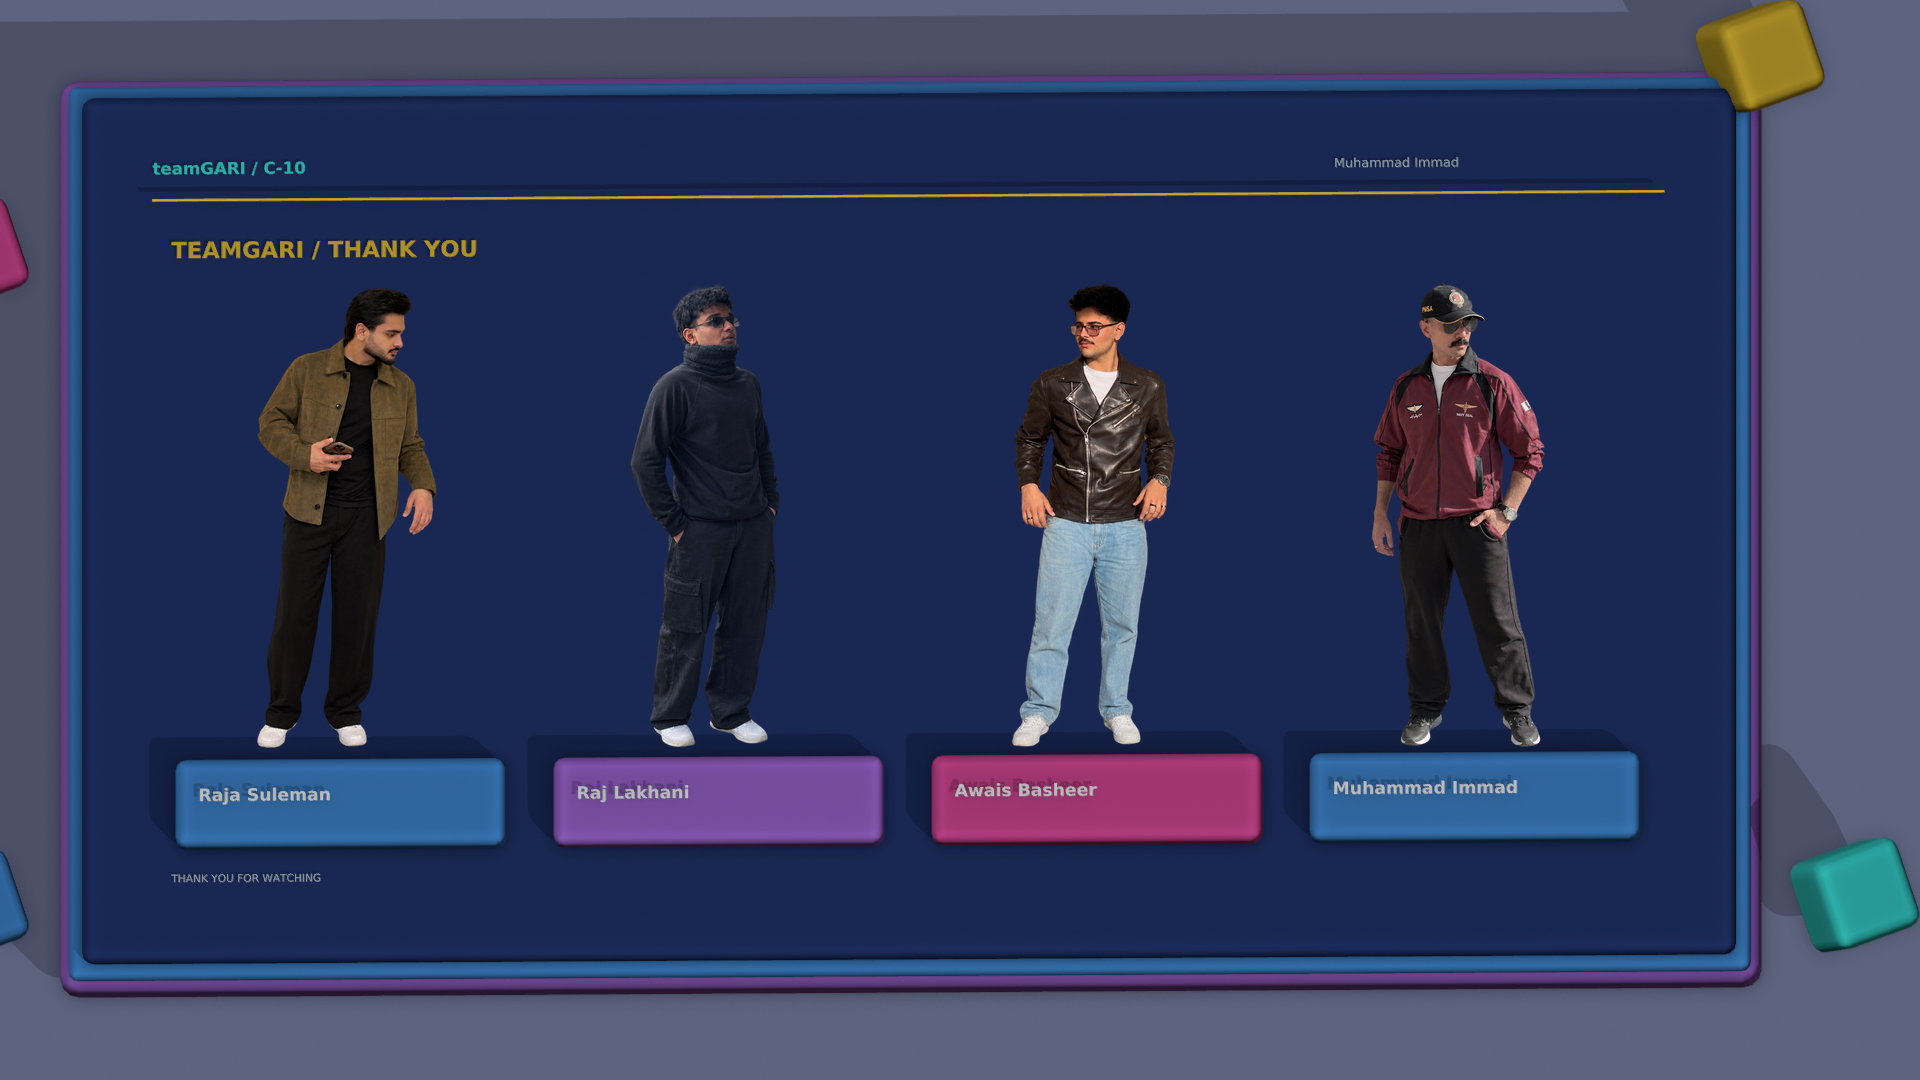 teamGARI / C-10
Muhammad Immad
TEAMGARI / THANK YOU
Raja Suleman
Raj Lakhani
Awais Basheer
Muhammad Immad
THANK YOU FOR WATCHING